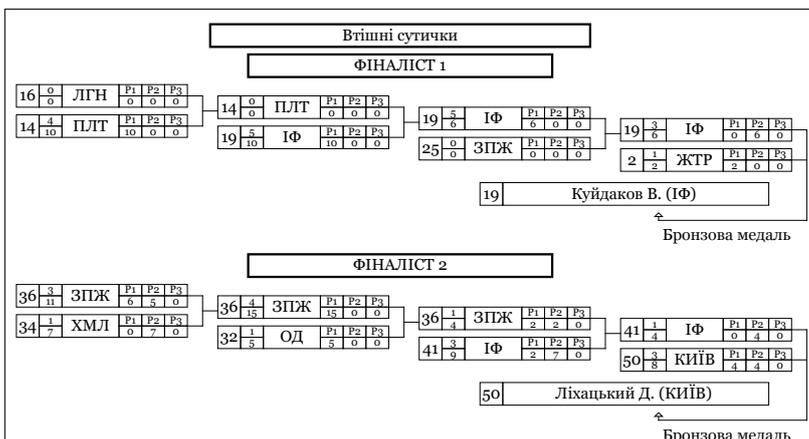 Втішні сутички
ФІНАЛІСТ 1
16 0 0 ЛГН P1 P2 P3 0 0 0
14 4 10 ПЛТ P1 P2 P3 10 0 0
14 0 0 ПЛТ P1 P2 P3 0 0 0
19 5 10 ІФ P1 P2 P3 10 0 0
19 5 6 ІФ P1 P2 P3 6 0 0
25 0 0 ЗПЖ P1 P2 P3 0 0 0
19 3 6 ІФ P1 P2 P3 0 6 0
2 1 2 ЖТР P1 P2 P3 2 0 0
19 Куйдаков В. (ІФ)
Бронзова медаль
ФІНАЛІСТ 2
36 3 11 ЗПЖ P1 P2 P3 6 5 0
34 1 7 ХМЛ P1 P2 P3 0 7 0
36 4 15 ЗПЖ P1 P2 P3 15 0 0
32 1 5 ОД P1 P2 P3 5 0 0
36 1 4 ЗПЖ P1 P2 P3 2 2 0
41 3 9 ІФ P1 P2 P3 2 7 0
41 1 4 ІФ P1 P2 P3 0 4 0
50 3 8 КИЇВ P1 P2 P3 4 4 0
50 Ліхацький Д. (КИЇВ)
Бронзова медаль